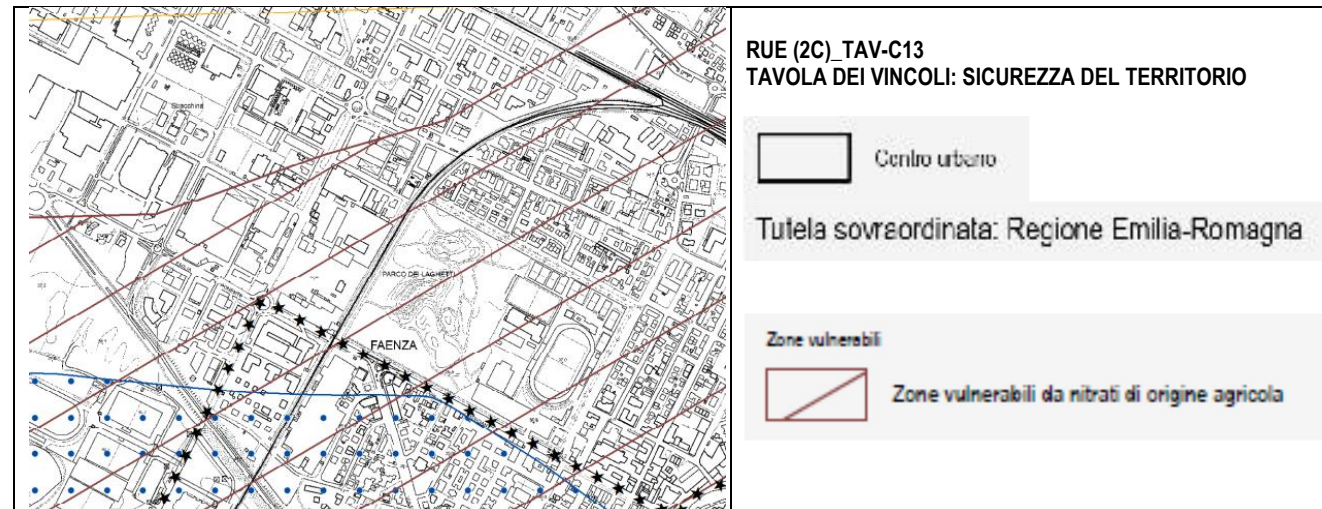 PARCO DEI LAGHETTI
FAENZA
RUE (2C)_TAV-C13
TAVOLA DEI VINCOLI: SICUREZZA DEL TERRITORIO
Centro urbano
Tutela sovraordinata: Regione Emilia-Romagna
Zone vulnerabili
Zone vulnerabili da nitrati di origine agricola